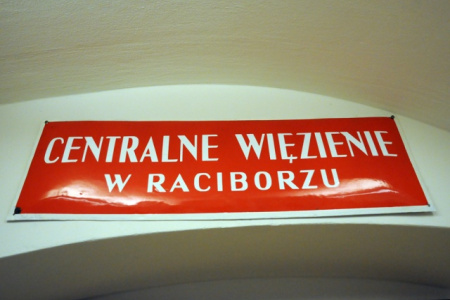 CENTRALNE WIĘZIENIE
W RACIBORZU